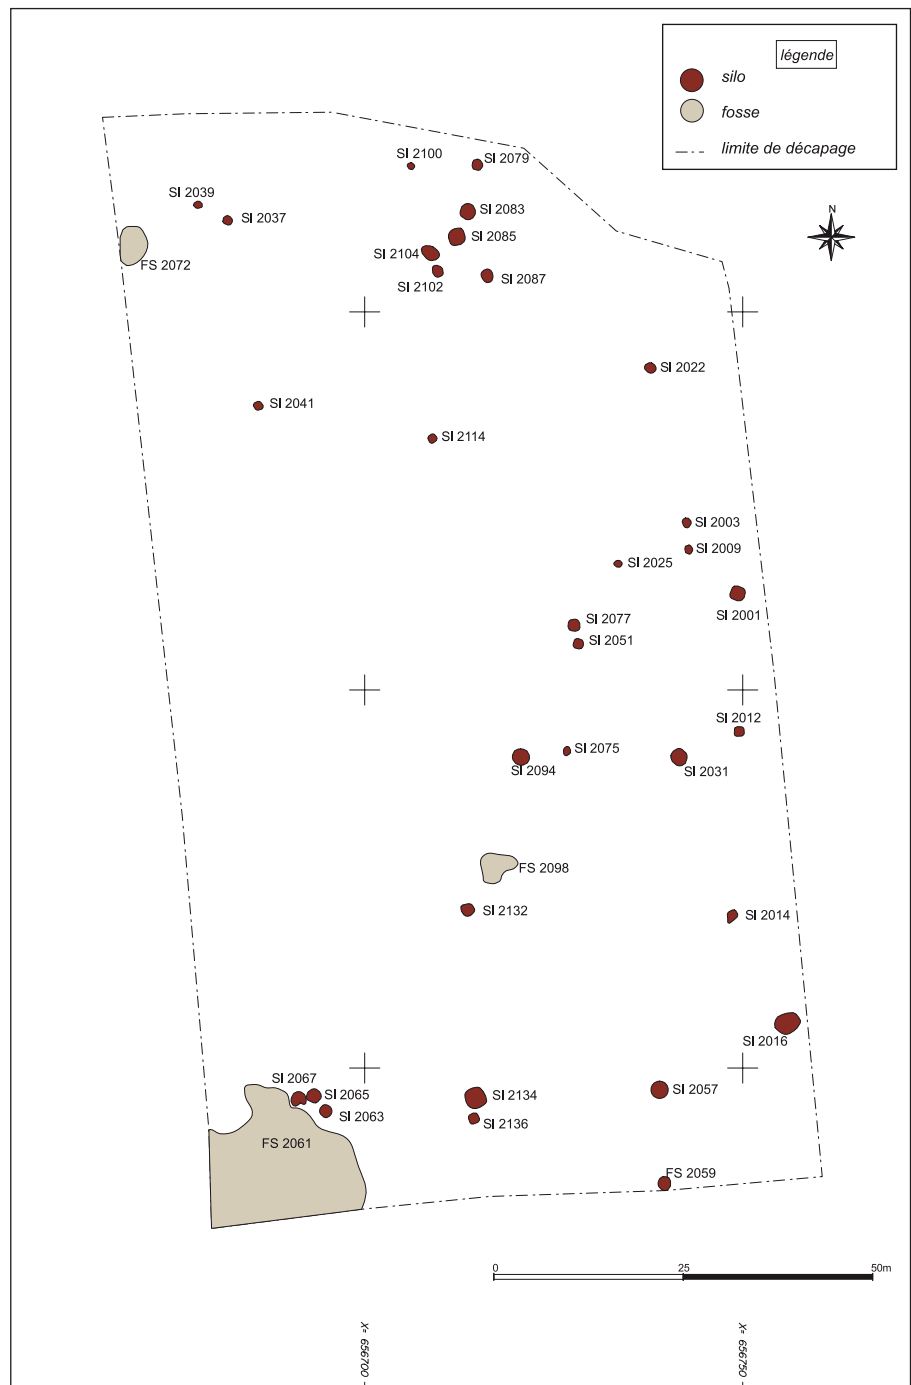 légende
silo
fosse
limite de décapage
N
SI 2100
SI 2079
SI 2039
SI 2037
SI 2083
SI 2085
SI 2104
FS 2072
SI 2102
SI 2087
SI 2022
SI 2041
SI 2114
SI 2003
SI 2009
SI 2025
SI 2001
SI 2077
SI 2051
SI 2012
SI 2075
SI 2094
SI 2031
FS 2098
SI 2132
SI 2014
SI 2016
SI 2067
SI 2065
SI 2063
SI 2134
SI 2136
SI 2057
FS 2061
FS 2059
0 25 50m
X= 656700 -
X= 656750 -